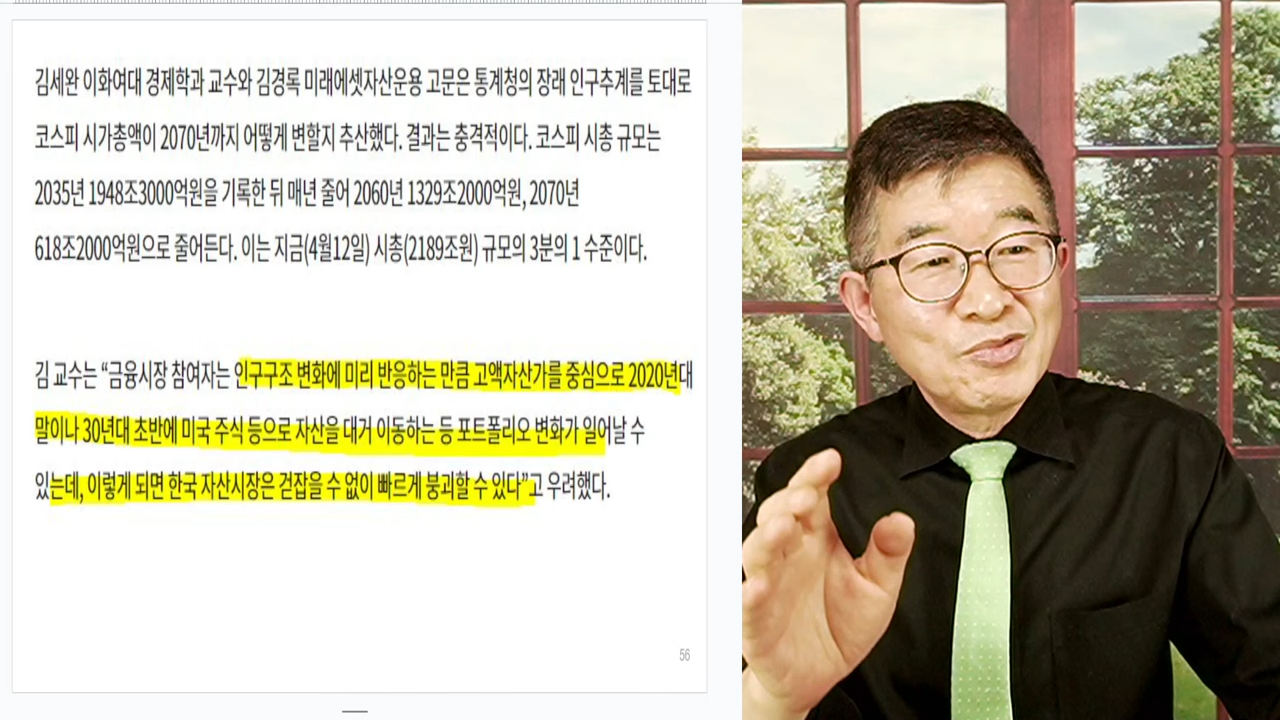 김세완 이화여대 경제학과 교수와 김경록 미래에셋자산운용 고문은 통계청의 장래 인구추계를 토대로
코스피 시가총액이 2070년까지 어떻게 변할지 추산했다. 결과는 충격적이다. 코스피 시총 규모는
2035년 1948조3000억원을 기록한 뒤 매년 줄어 2060년 1329조2000억원, 2070년
618조2000억원으로 줄어든다. 이는 지금(4월12일) 시총(2189조원) 규모의 3분의 1 수준이다.
김 교수는 “금융시장 참여자는 인구구조 변화에 미리 반응하는 만큼 고액자산가를 중심으로 2020년대
말이나 30년대 초반에 미국 주식 등으로 자산을 대거 이동하는 등 포트폴리오 변화가 일어날 수
있는데, 이렇게 되면 한국 자산시장은 걷잡을 수 없이 빠르게 붕괴할 수 있다”고 우려했다.
56